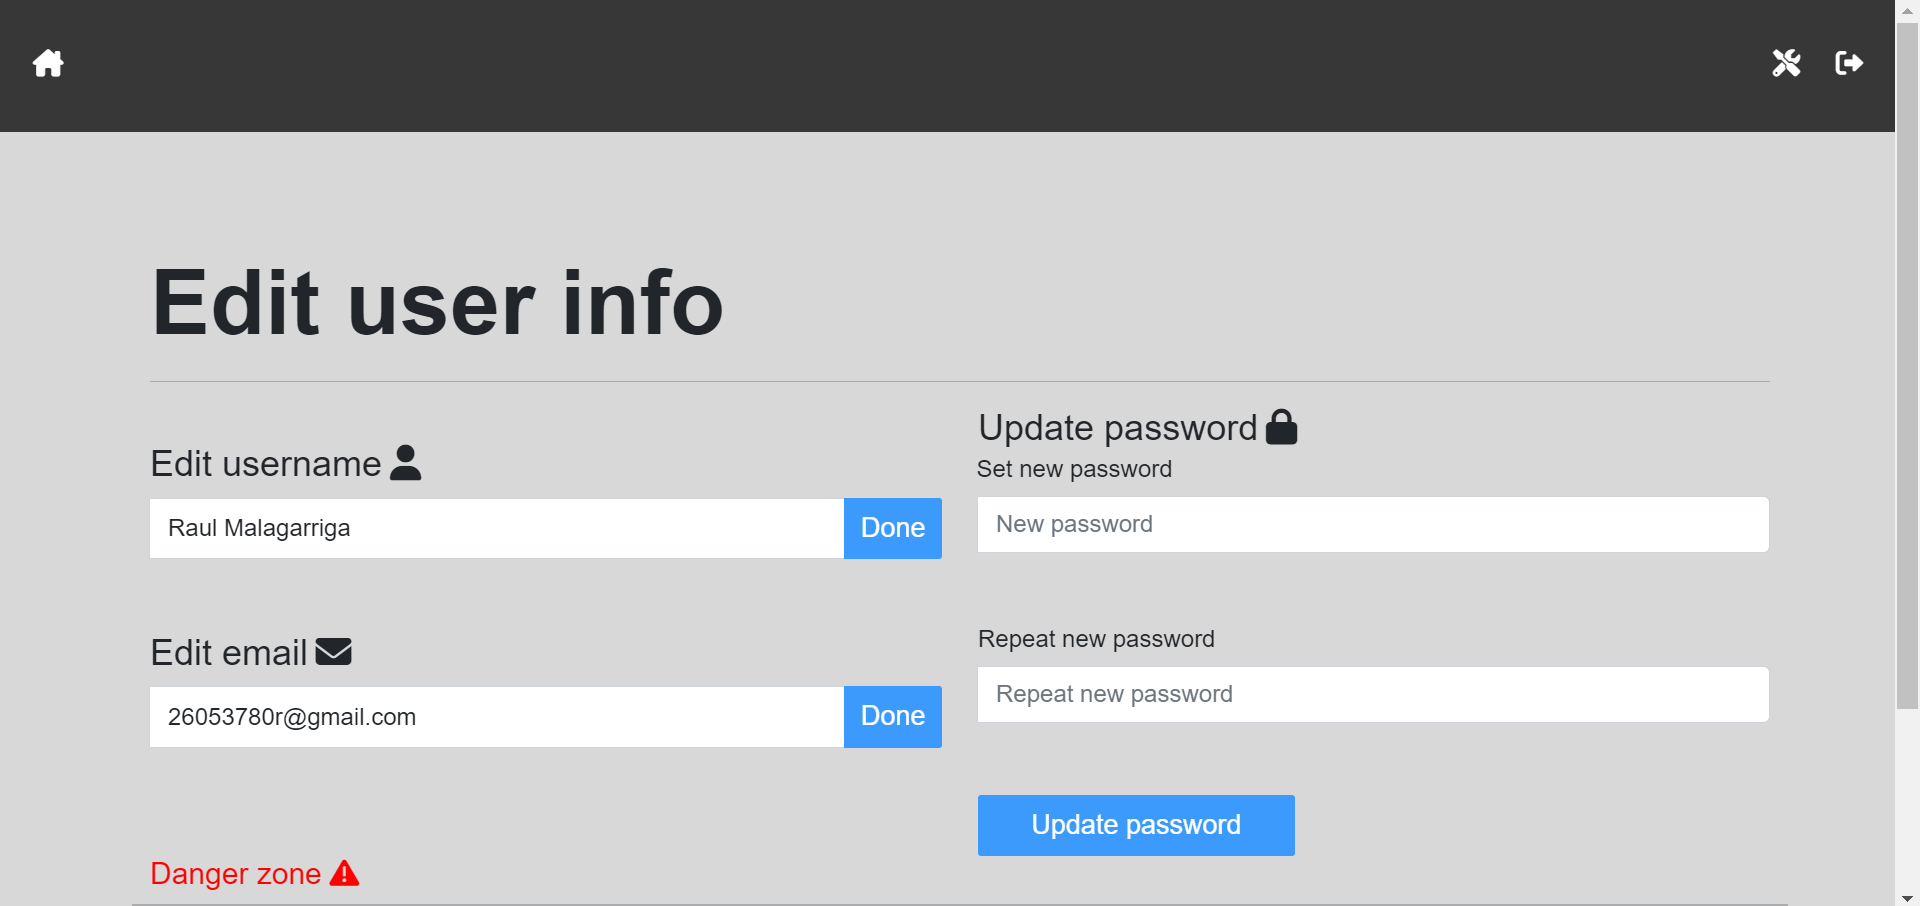 Edit user info
Edit username
Raul Malagarriga
Done
Edit email
26053780r@gmail.com
Done
Update password
Set new password
New password
Repeat new password
Repeat new password
Update password
Danger zone